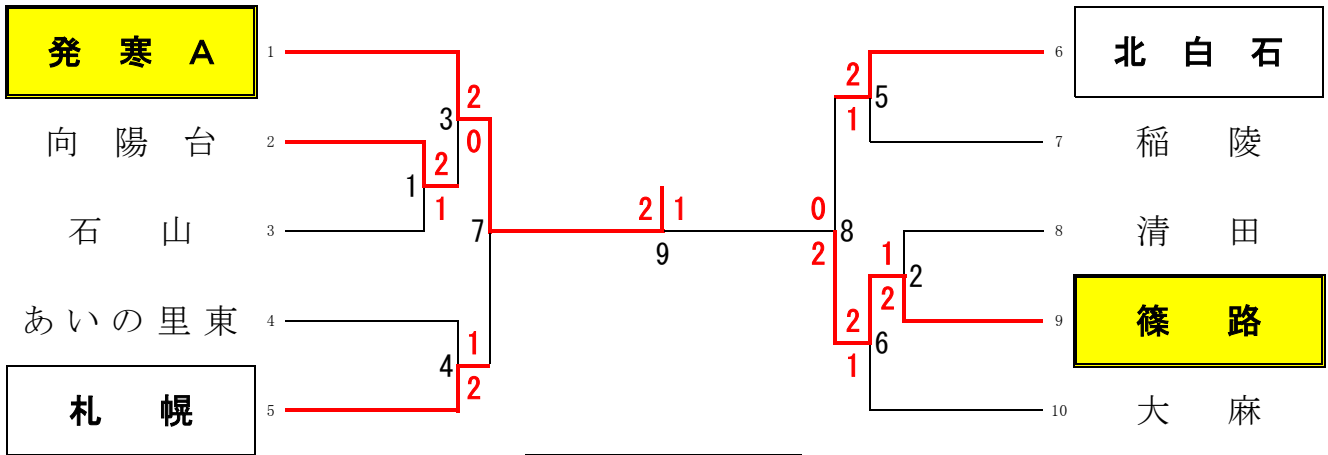 発寒A 1
向陽台 2
石山 3
あいの里東 4
札幌 5
3 2
0
1 2
1
7
4 1
2
2 1
9
6 北白石
7 稲陵
8 清田
9 篠路
10 大麻
2 5
1
0 8
2
1 2
2
2 6
1